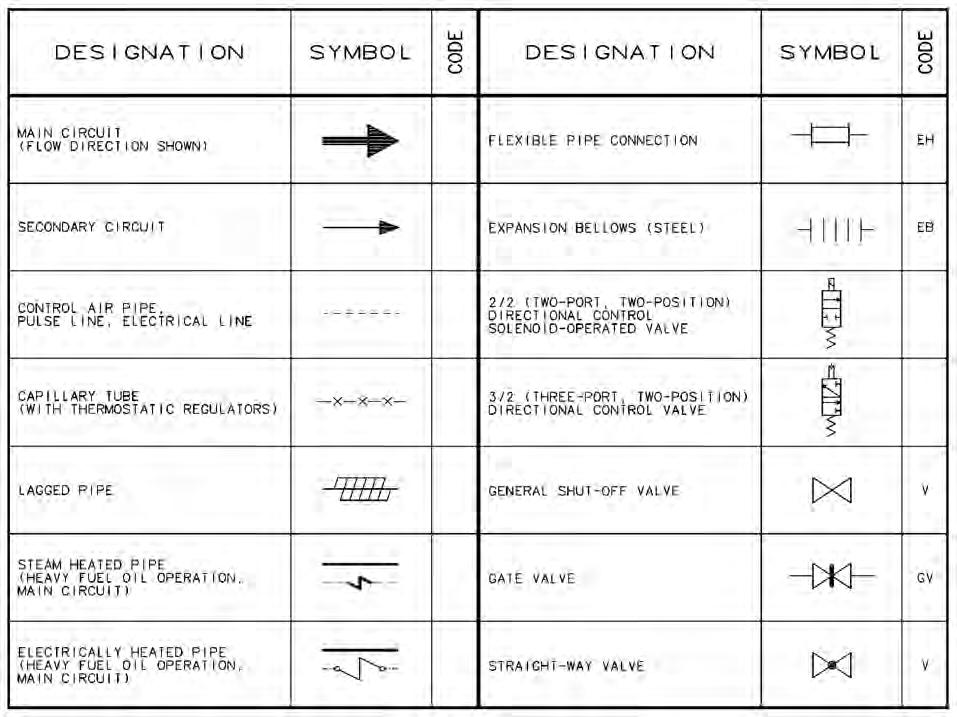 DESIGNATION SYMBOL CODE DESIGNATION SYMBOL CODE
MAIN CIRCUIT
(FLOW DIRECTION SHOWN)
FLEXIBLE PIPE CONNECTION EH
SECONDARY CIRCUIT
EXPANSION BELLOWS (STEEL) EB
CONTROL AIR PIPE,
PULSE LINE, ELECTRICAL LINE
2/2 (TWO-PORT, TWO-POSITION)
DIRECTIONAL CONTROL
SOLENOID-OPERATED VALVE
CAPILLARY TUBE
(WITH THERMOSTATIC REGULATORS)
3/2 (THREE-PORT, TWO-POSITION)
DIRECTIONAL CONTROL VALVE
LAGGED PIPE
GENERAL SHUT-OFF VALVE V
STEAM HEATED PIPE
(HEAVY FUEL OIL OPERATION,
MAIN CIRCUIT)
GATE VALVE GV
ELECTRICALLY HEATED PIPE
(HEAVY FUEL OIL OPERATION,
MAIN CIRCUIT)
STRAIGHT-WAY VALVE V